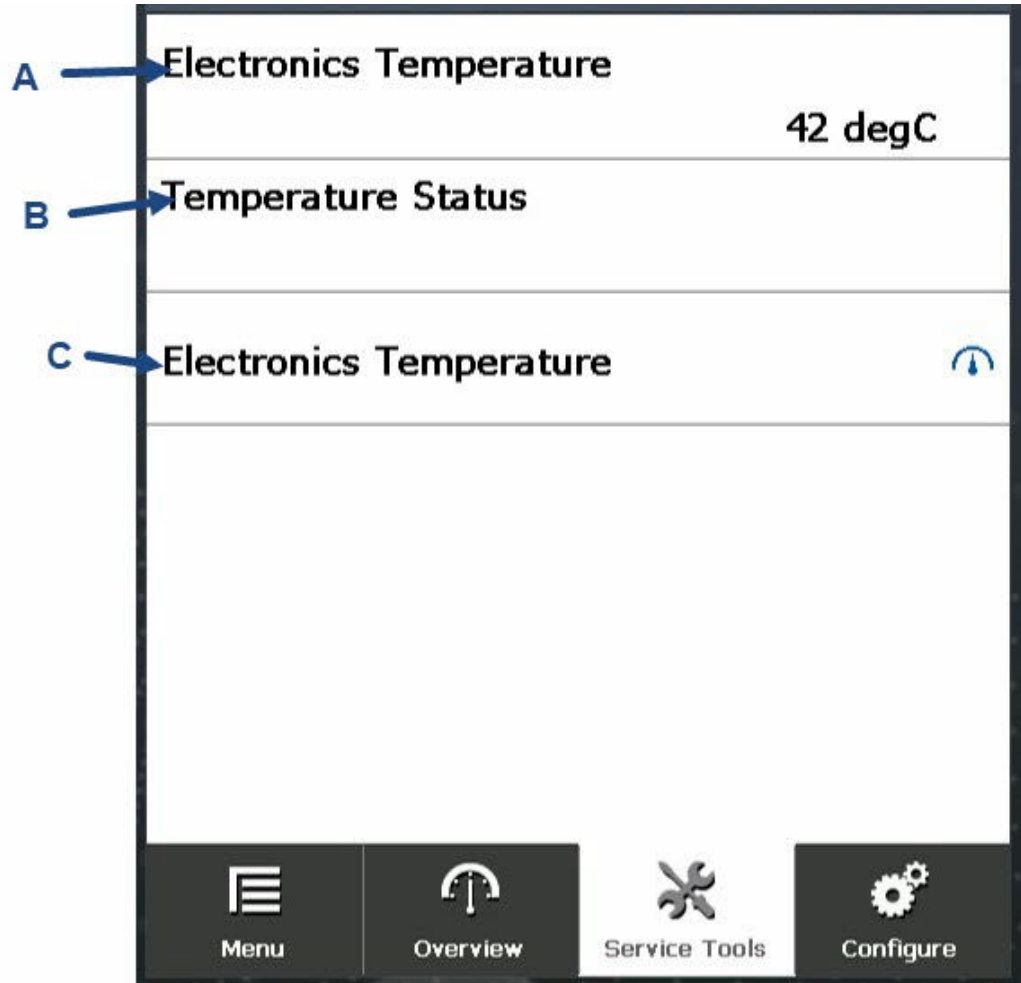 A
Electronics Temperature
42 degC
B
Temperature Status
C
Electronics Temperature
Menu
Overview
Service Tools
Configure